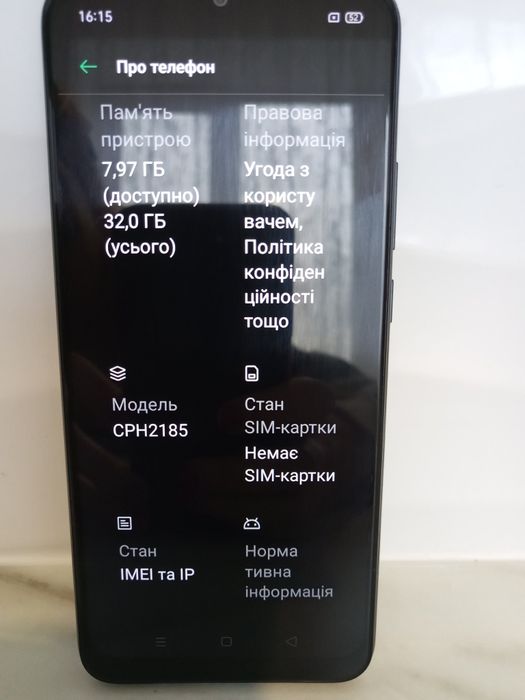 16:15
52
Про телефон
Пам'ять
пристрою
7,97 ГБ
(доступно)
32,0 ГБ
(усього)
Правова
інформація
Угода з
користу
вачем,
Політика
конфіден
ційності
тощо
Модель
CPH2185
Стан
SIM-картки
Немає
SIM-картки
Стан
IMEI та IP
Норма
тивна
інформація